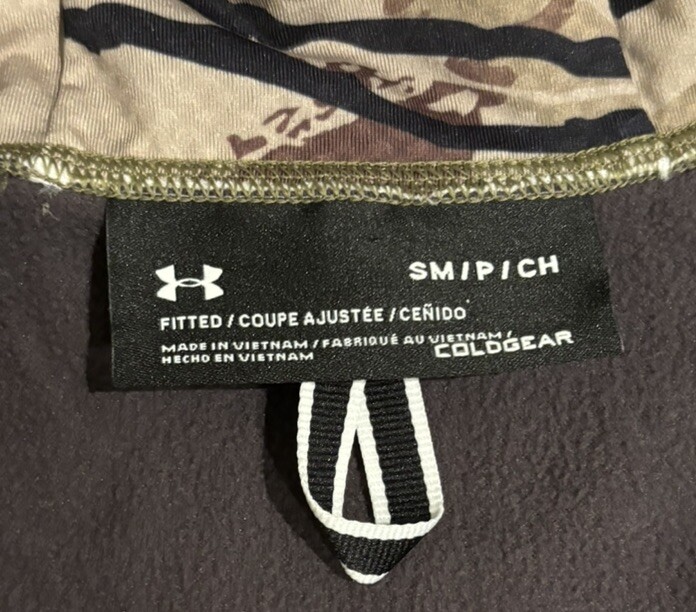 SM/P/CH
FITTED / COUPE AJUSTÉE / CEÑIDO
MADE IN VIETNAM / FABRIQUÉ AU VIETNAM /
HECHO EN VIETNAM
COLDGEAR